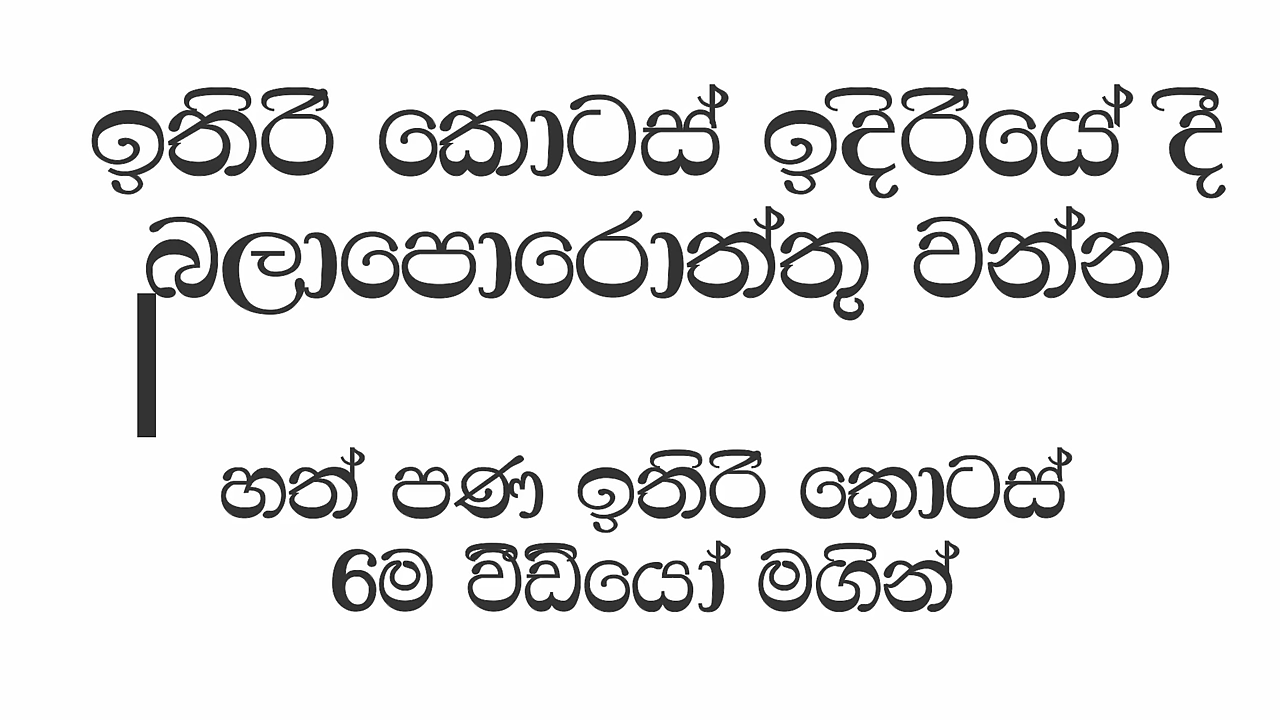 ඉතිරි කොටස් ඉදිරියේ දී
බලාපොරොත්තු වන්න
හත් පණ ඉතිරි කොටස්
6ම වීඩියෝ මගින්